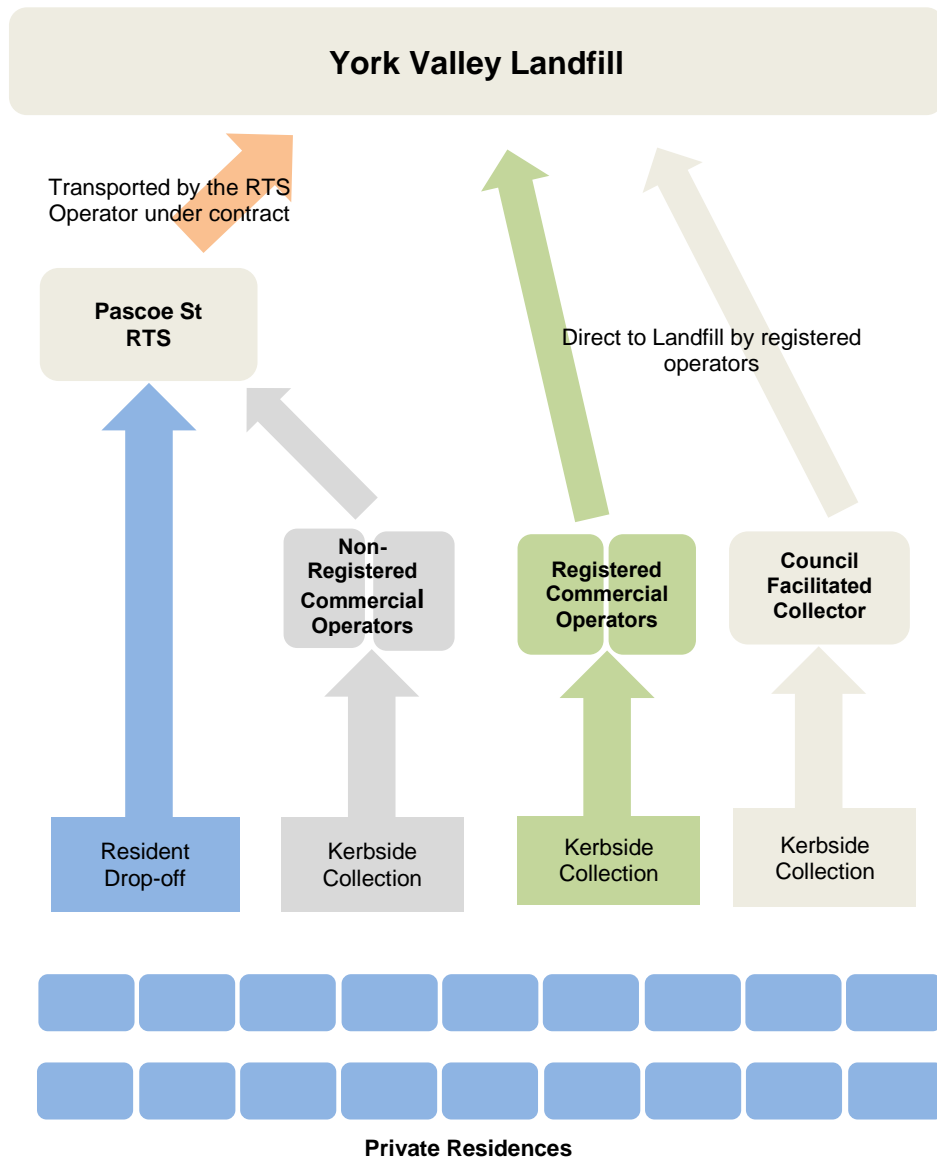 York Valley Landfill
Transported by the RTS
Operator under contract
Pascoe St
RTS
Direct to Landfill by registered
operators
Non-
Registered
Commercial
Operators
Registered
Commercial
Operators
Council
Facilitated
Collector
Resident
Drop-off
Kerbside
Collection
Kerbside
Collection
Kerbside
Collection
Private Residences